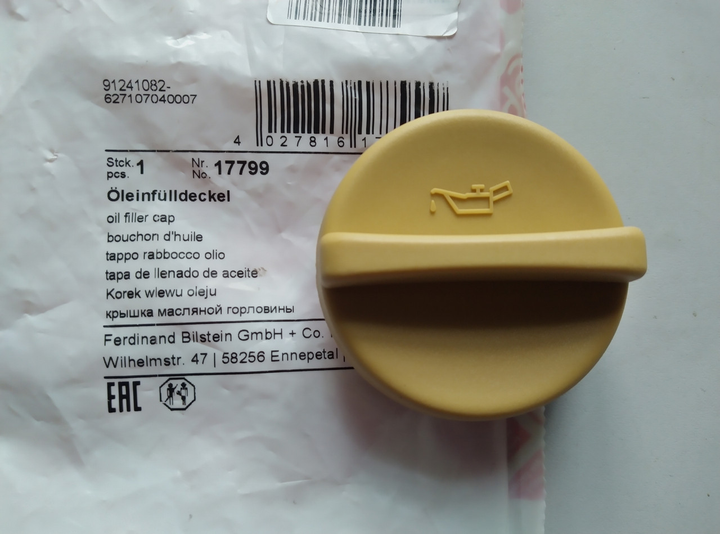 91241082-
627107040007
4 027816 17
Stck. 1 Nr. 17799
pcs. No.
Öleinfülldeckel
oil filler cap
bouchon d'huile
tappo rabbocco olio
tapa de llenado de aceite
Korek wlewu oleju
крышка масляной горловины
Ferdinand Bilstein GmbH + Co.
Wilhelmstr. 47 | 58256 Ennepetal
EAC